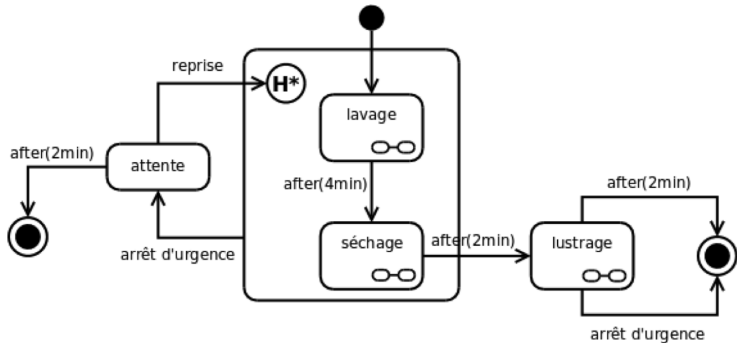 reprise
H*
lavage
after(2min)
attente
after(4min)
after(2min)
séchage
after(2min)
lustrage
arrêt d'urgence
arrêt d'urgence